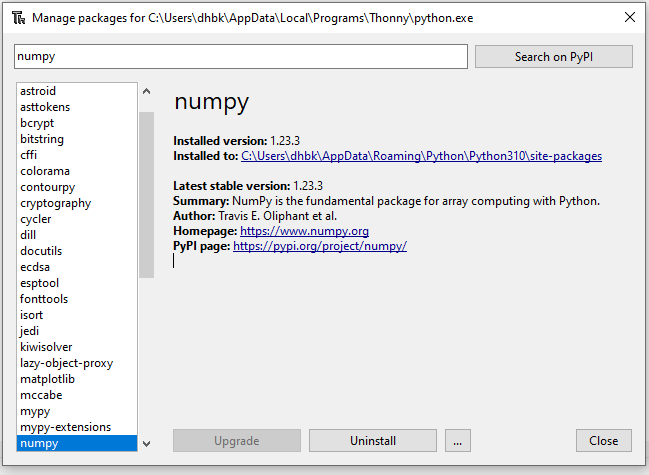 Manage packages for C:\Users\dhbk\AppData\Local\Programs\Thonny\python.exe
numpy
Search on PyPI
astroid
asttokens
bcrypt
bitstring
cffi
colorama
contourpy
cryptography
cycler
dill
docutils
ecdsa
esptool
fonttools
isort
jedi
kiwisolver
lazy-object-proxy
matplotlib
mccabe
mypy
mypy-extensions
numpy
numpy
Installed version: 1.23.3
Installed to: C:\Users\dhbk\AppData\Roaming\Python\Python310\site-packages
Latest stable version: 1.23.3
Summary: NumPy is the fundamental package for array computing with Python.
Author: Travis E. Oliphant et al.
Homepage: https://www.numpy.org
PyPI page: https://pypi.org/project/numpy/
Upgrade
Uninstall
...
Close